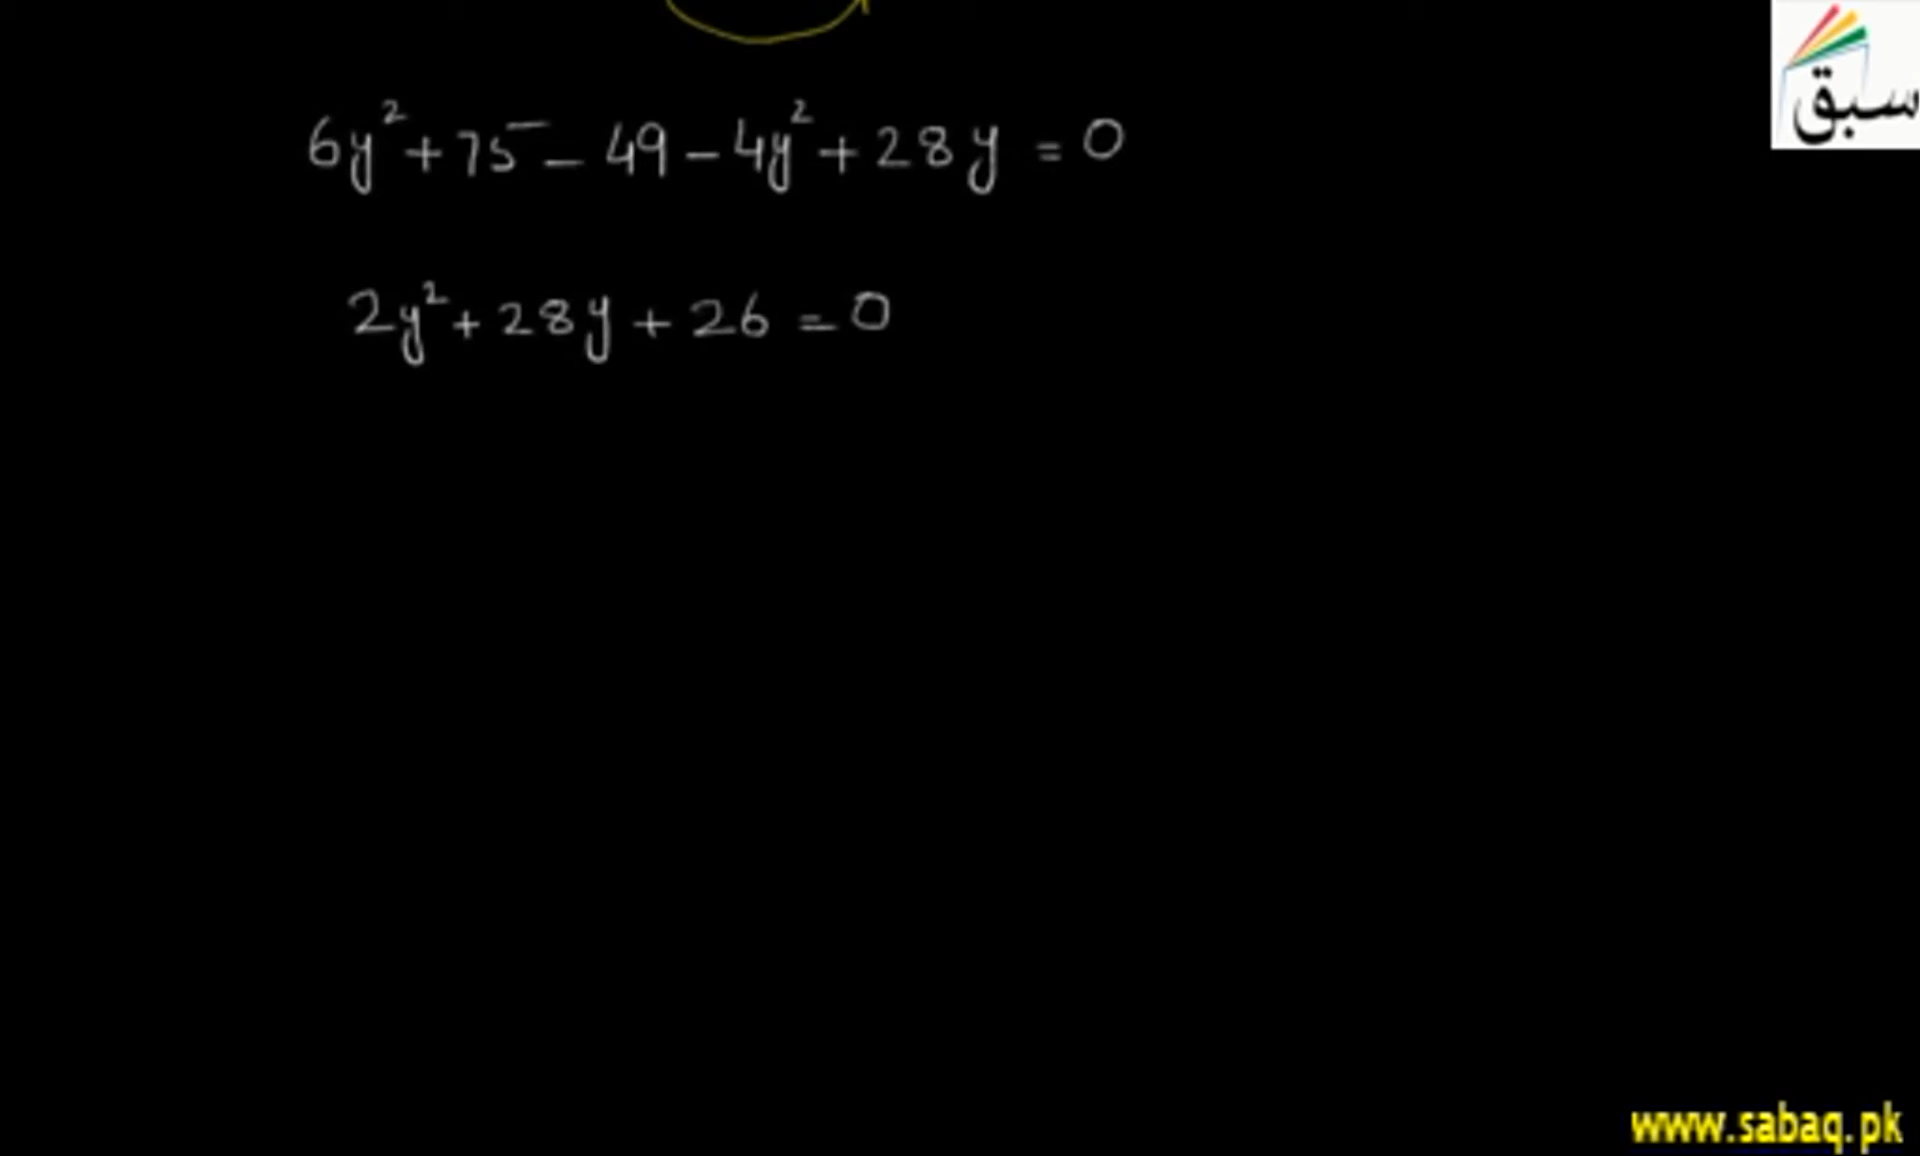 سبق
6y² + 75 - 49 - 4y² + 28y = 0
2y² + 28y + 26 = 0
www.sabaq.pk